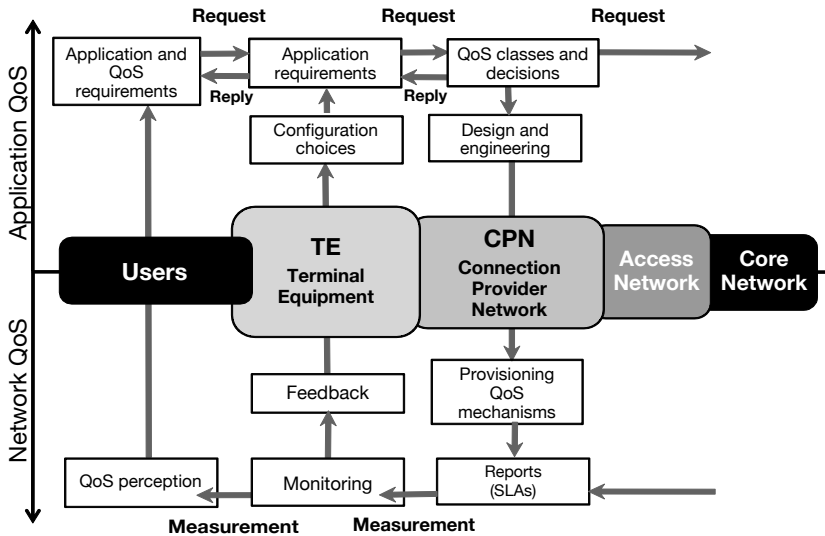 Request
Request
Request
Application and
QoS
requirements
Application
requirements
QoS classes and
decisions
Reply
Reply
Configuration
choices
Design and
engineering
Application QoS
Users
TE
Terminal
Equipment
CPN
Connection
Provider
Network
Access
Network
Core
Network
Network QoS
Feedback
Provisioning
QoS
mechanisms
QoS perception
Monitoring
Reports
(SLAs)
Measurement
Measurement